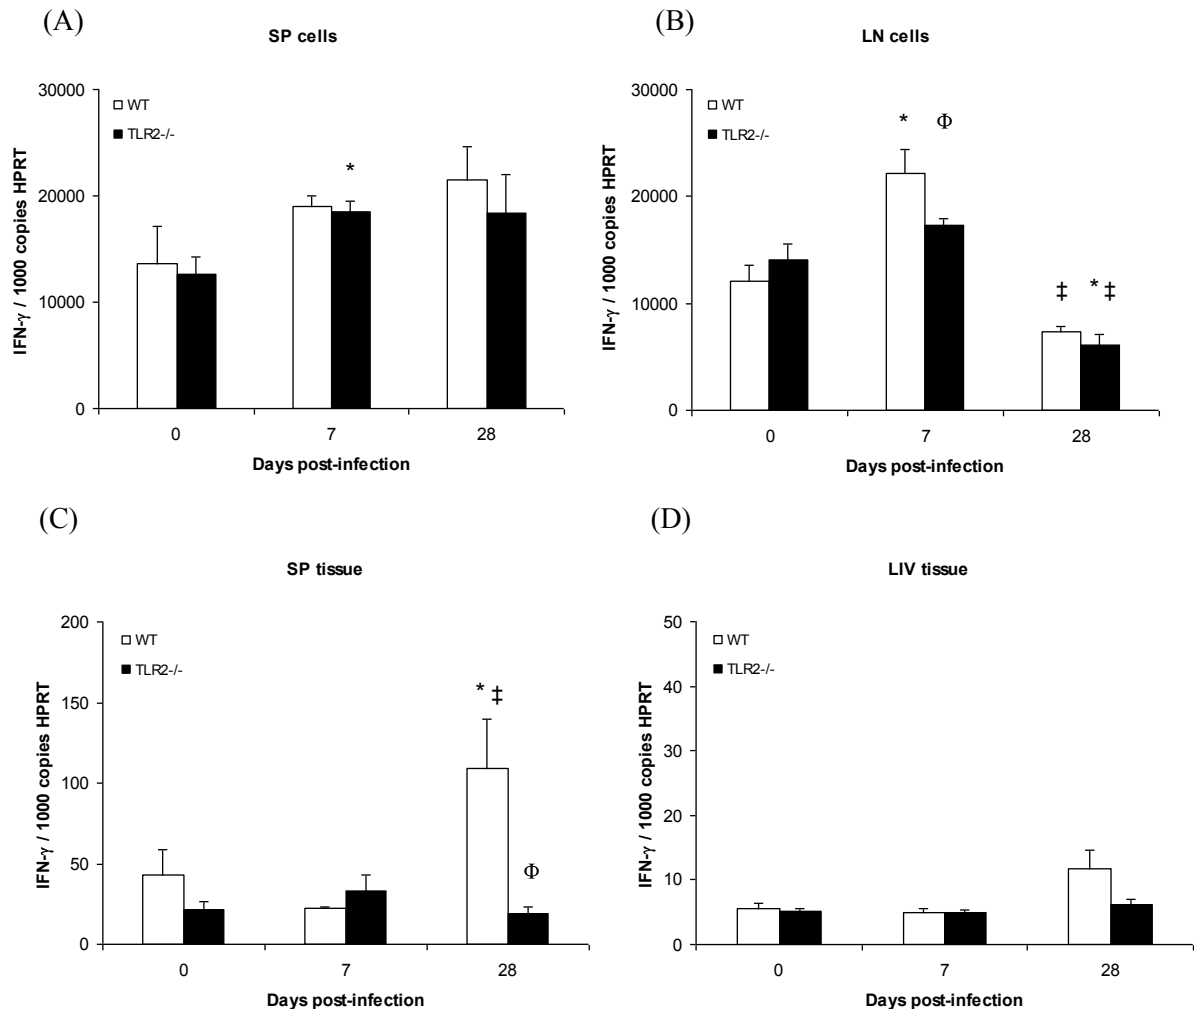 (A)
SP cells
IFN-γ / 1000 copies HPRT
30000
20000
10000
0
WT
TLR2-/-
*
0 7 28
Days post-infection
(B)
LN cells
IFN-γ / 1000 copies HPRT
30000
20000
10000
0
WT
TLR2-/-
* Φ
‡ * ‡
0 7 28
Days post-infection
(C)
SP tissue
IFN-γ / 1000 copies HPRT
200
150
100
50
0
WT
TLR2-/-
* ‡
Φ
0 7 28
Days post-infection
(D)
LIV tissue
IFN-γ / 1000 copies HPRT
50
40
30
20
10
0
WT
TLR2-/-
0 7 28
Days post-infection